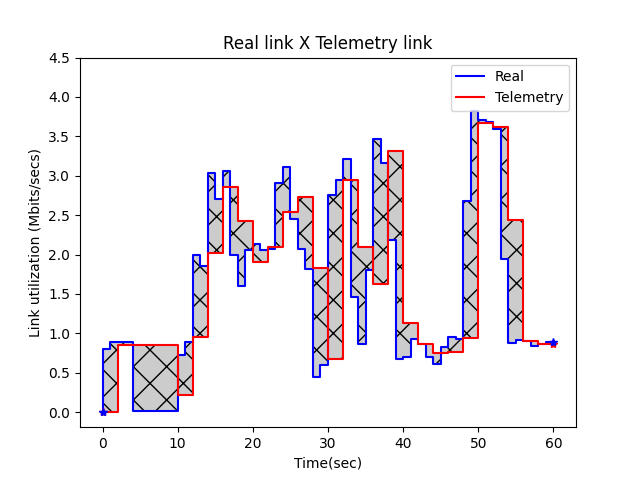 Real link X Telemetry link
Real
Telemetry
Link utilization (Mbits/secs)
4.5
4.0
3.5
3.0
2.5
2.0
1.5
1.0
0.5
0.0
0 10 20 30 40 50 60
Time(sec)